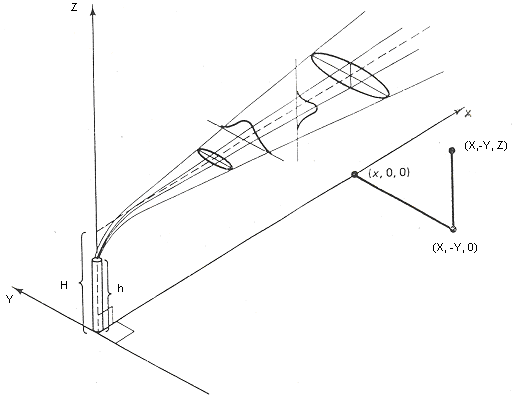 Z
X
(x, 0, 0)
(X,-Y, Z)
(X, -Y, 0)
H
h
Y